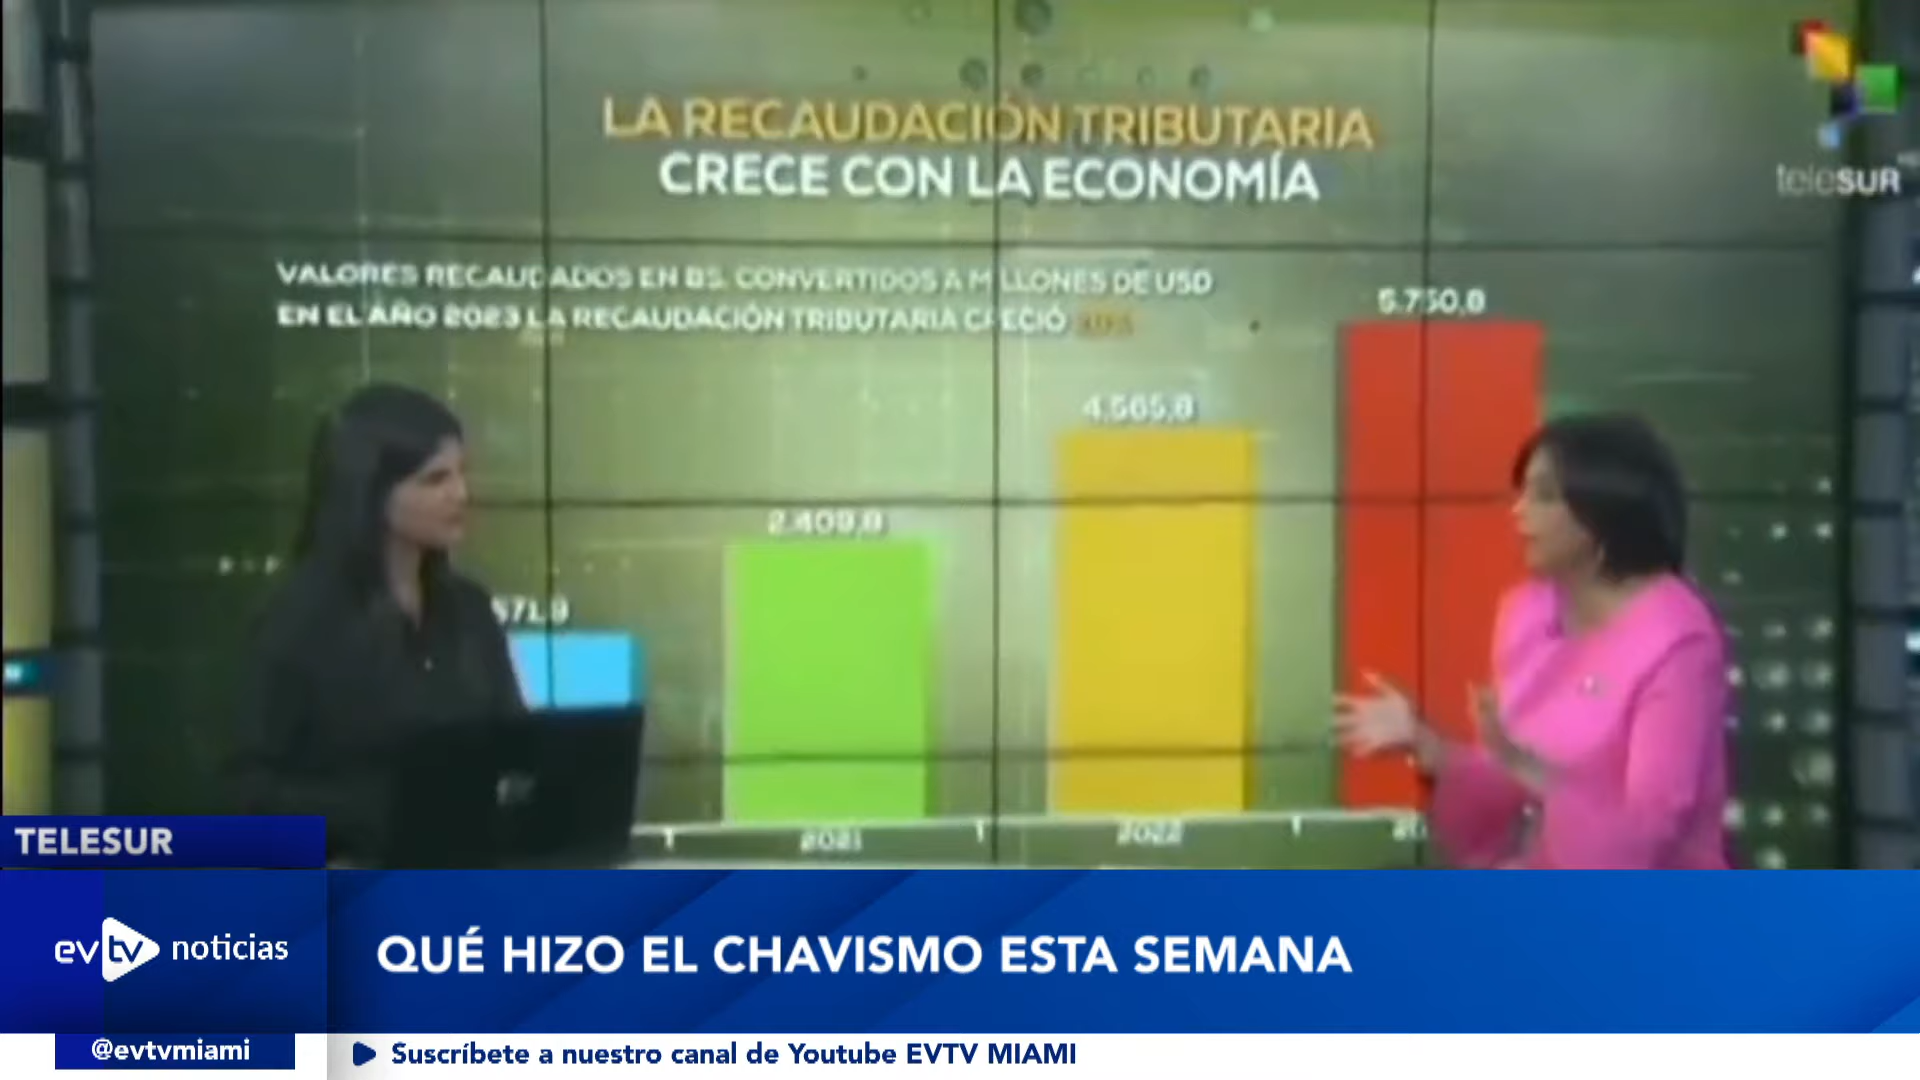 LA RECAUDACIÓN TRIBUTARIA
CRECE CON LA ECONOMÍA
teleSUR
VALORES RECAUDADOS EN BS. CONVERTIDOS A MILLONES DE USD
EN EL AÑO 2023 LA RECAUDACIÓN TRIBUTARIA CRECIÓ
5.750,8
4.565,8
2.409,8
571,9
2021
2022
TELESUR
evtv noticias
QUÉ HIZO EL CHAVISMO ESTA SEMANA
@evtvmiami
Suscríbete a nuestro canal de Youtube EVTV MIAMI